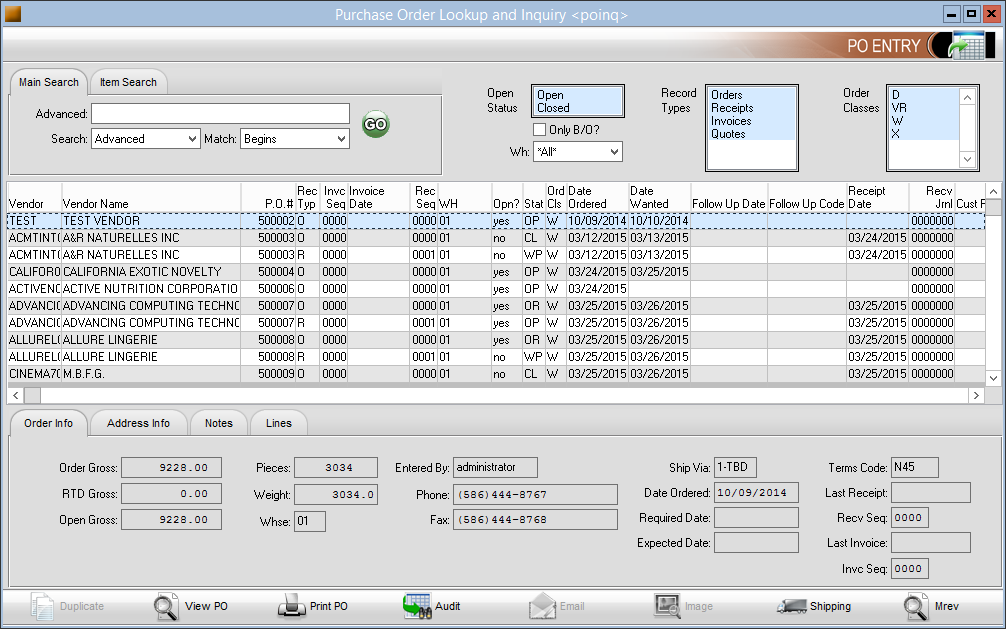 Purchase Order Lookup and Inquiry <poinq>
PO ENTRY
Main Search Item Search
Advanced:
Search: Advanced Match: Begins
GO
Open Status
Open
Closed
Only B/O?
Wh: *All*
Record Types
Orders
Receipts
Invoices
Quotes
Order Classes
D
VR
W
X
Vendor Vendor Name P.O.# Rec Typ Invc Seq Invoice Date Rec Seq WH Opn? Stat Ord Cls Date Ordered Date Wanted Follow Up Date Follow Up Code Receipt Date Recv Jrnl Cust P
TEST TEST VENDOR 500002 O 0000 0000 01 yes OP W 10/09/2014 10/10/2014 0000000
ACMTINT( A&R NATURELLES INC 500003 O 0000 0000 01 no CL W 03/12/2015 03/13/2015 03/24/2015 0000000
ACMTINT( A&R NATURELLES INC 500003 R 0000 0001 01 no WP W 03/12/2015 03/13/2015 03/24/2015 0000000
CALIFORO CALIFORNIA EXOTIC NOVELTY 500004 O 0000 0000 01 yes OP W 03/24/2015 03/25/2015 0000000
ACTIVENC ACTIVE NUTRITION CORPORATIO 500006 O 0000 0000 01 yes OP W 03/24/2015 0000000
ADVANCIC ADVANCING COMPUTING TECHNC 500007 O 0000 0000 01 yes OR W 03/25/2015 03/26/2015 03/25/2015 0000000
ADVANCIC ADVANCING COMPUTING TECHNC 500007 R 0000 0001 01 yes OP W 03/25/2015 03/26/2015 03/25/2015 0000000
ALLUREL( ALLURE LINGERIE 500008 O 0000 0000 01 yes OR W 03/25/2015 03/26/2015 03/25/2015 0000000
ALLUREL( ALLURE LINGERIE 500008 R 0000 0001 01 no WP W 03/25/2015 03/26/2015 03/25/2015 0000000
CINEMA7( M.B.F.G. 500009 O 0000 0000 01 no CL W 03/25/2015 03/26/2015 03/25/2015 0000000
Order Info Address Info Notes Lines
Order Gross: 9228.00 Pieces: 3034 Entered By: administrator Ship Via: 1-TBD Terms Code: N45
RTD Gross: 0.00 Weight: 3034.0 Phone: (586)444-8767 Date Ordered: 10/09/2014 Last Receipt:
Open Gross: 9228.00 Whse: 01 Fax: (586)444-8768 Required Date: Recv Seq: 0000
Expected Date: Last Invoice:
Invc Seq: 0000
Duplicate View PO Print PO Audit Email Image Shipping Mrev